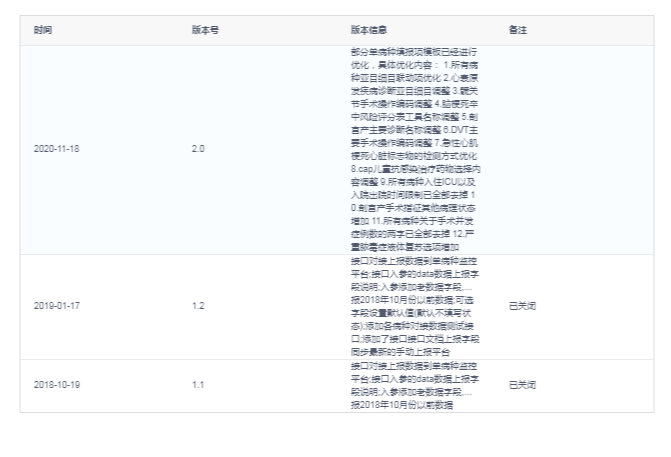 时间 版本号 版本信息 备注
部分单病种填报项模板已经进行
优化，具体优化内容： 1.所有病
种亚目细目联动项优化 2.心衰原
发疾病诊断亚目细目调整 3.髋关
节手术操作编码调整 4.脑梗死卒
中风险评分表工具名称调整 5.剖
宫产主要诊断名称调整 6.DVT主
要手术操作编码调整 7.急性心肌
梗死心脏标志物的检测方式优化
8.cap儿童抗感染治疗药物选择内
容调整 9.所有病种入住ICU以及
入院出院时间限制已全部去掉 1
0.剖宫产手术指征其他病理状态
增加 11.所有病种关于手术并发
症例数的两字已全部去掉 12.严
重脓毒症液体复苏选项增加
2020-11-18 2.0
接口对接上报数据到单病种监控
平台;接口入参的data数据上报字
段说明;入参添加老数据字段,...
报2018年10月份以前数据;可选
字段设置默认值(默认不填写状
态);添加各病种对接数据测试接
口;添加了接口接口文档上报字段
同步最新的手动上报平台
2019-01-17 1.2 已关闭
接口对接上报数据到单病种监控
平台;接口入参的data数据上报字
段说明;入参添加老数据字段,...
报2018年10月份以前数据
2018-10-19 1.1 已关闭